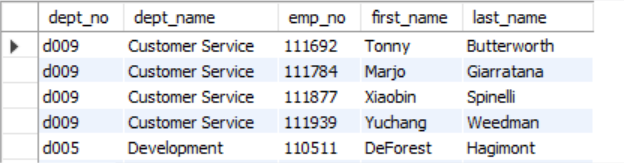 dept_no dept_name emp_no first_name last_name
d009 Customer Service 111692 Tonny Butterworth
d009 Customer Service 111784 Marjo Giarratana
d009 Customer Service 111877 Xiaobin Spinelli
d009 Customer Service 111939 Yuchang Weedman
d005 Development 110511 DeForest Hagimont